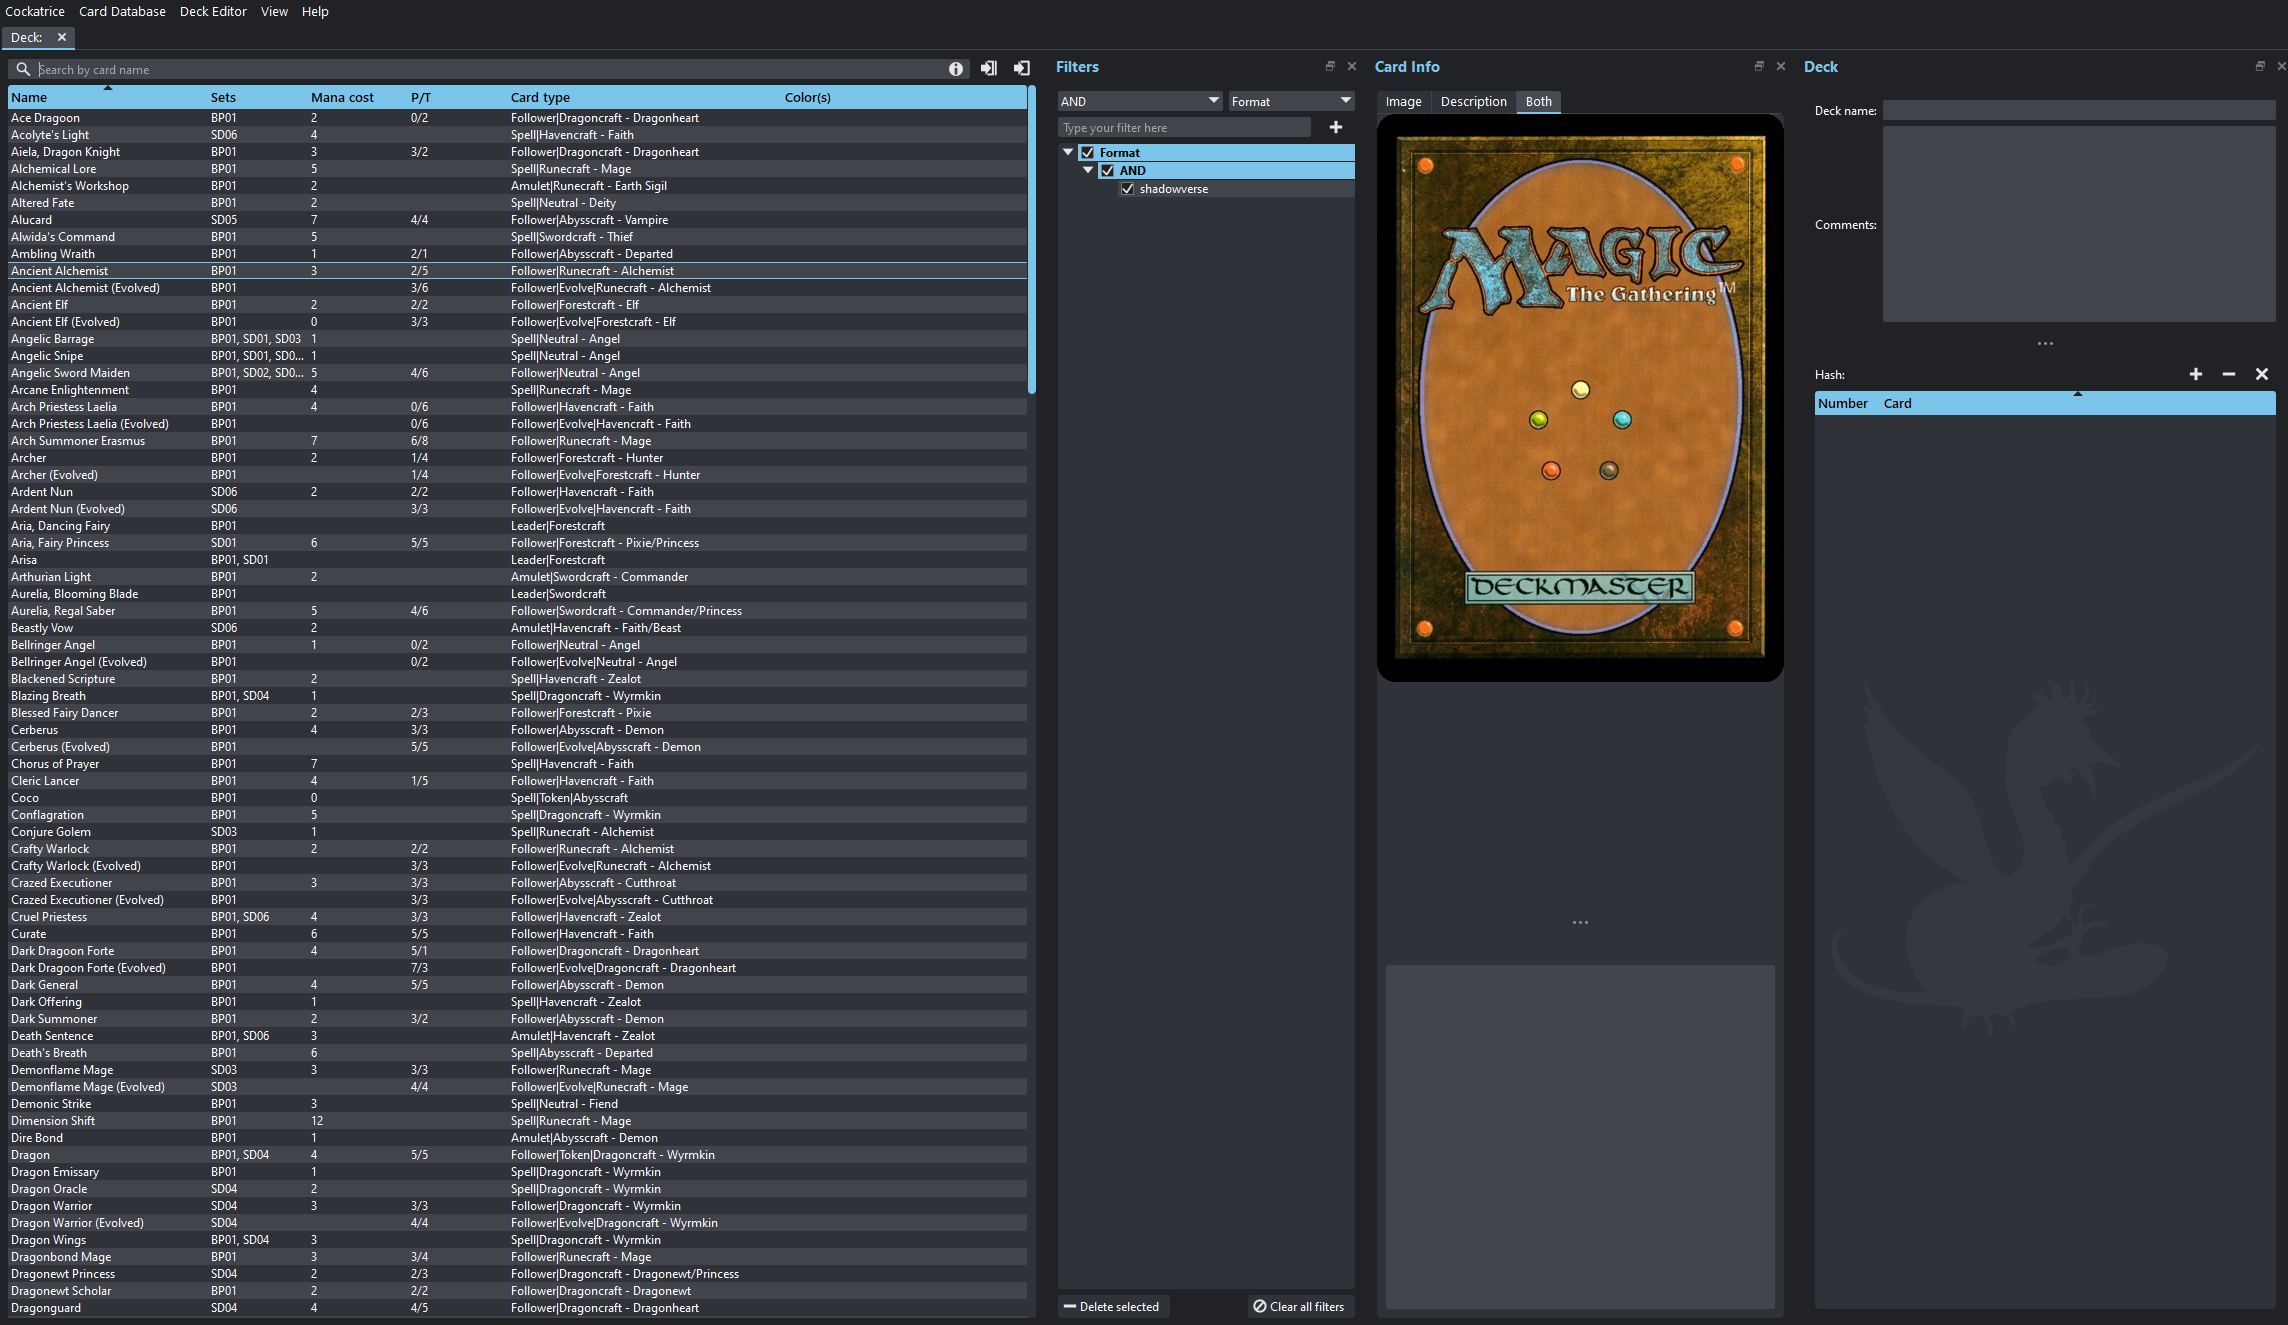 Cockatrice Card Database Deck Editor View Help
Deck:
Search by card name
Name Sets Mana cost P/T Card type Color(s)
Ace Dragoon BP01 2 0/2 Follower|Dragoncraft - Dragonheart
Acolyte's Light SD06 4 Spell|Havencraft - Faith
Aiela, Dragon Knight BP01 3 3/2 Follower|Dragoncraft - Dragonheart
Alchemical Lore BP01 5 Spell|Runecraft - Mage
Alchemist's Workshop BP01 2 Amulet|Runecraft - Earth Sigil
Altered Fate BP01 2 Spell|Neutral - Deity
Alucard SD05 7 4/4 Follower|Abysscraft - Vampire
Alwida's Command BP01 5 Spell|Swordcraft - Thief
Ambling Wraith BP01 1 2/1 Follower|Abysscraft - Departed
Ancient Alchemist BP01 3 2/5 Follower|Runecraft - Alchemist
Ancient Alchemist (Evolved) BP01 3/6 Follower|Evolve|Runecraft - Alchemist
Ancient Elf BP01 2 2/2 Follower|Forestcraft - Elf
Ancient Elf (Evolved) BP01 0 3/3 Follower|Evolve|Forestcraft - Elf
Angelic Barrage BP01, SD01, SD03 1 Spell|Neutral - Angel
Angelic Snipe BP01, SD01, SD0... 1 Spell|Neutral - Angel
Angelic Sword Maiden BP01, SD02, SD0... 5 4/6 Follower|Neutral - Angel
Arcane Enlightenment BP01 4 Spell|Runecraft - Mage
Arch Priestess Laelia BP01 4 0/6 Follower|Havencraft - Faith
Arch Priestess Laelia (Evolved) BP01 0/6 Follower|Evolve|Havencraft - Faith
Arch Summoner Erasmus BP01 7 6/8 Follower|Runecraft - Mage
Archer BP01 2 1/4 Follower|Forestcraft - Hunter
Archer (Evolved) BP01 1/4 Follower|Evolve|Forestcraft - Hunter
Ardent Nun SD06 2 2/2 Follower|Havencraft - Faith
Ardent Nun (Evolved) SD06 3/3 Follower|Evolve|Havencraft - Faith
Aria, Dancing Fairy BP01 Leader|Forestcraft
Aria, Fairy Princess SD01 6 5/5 Follower|Forestcraft - Pixie/Princess
Arisa BP01, SD01 Leader|Forestcraft
Arthurian Light BP01 2 Amulet|Swordcraft - Commander
Aurelia, Blooming Blade BP01 Leader|Swordcraft
Aurelia, Regal Saber BP01 5 4/6 Follower|Swordcraft - Commander/Princess
Beastly Vow SD06 2 Amulet|Havencraft - Faith/Beast
Bellringer Angel BP01 1 0/2 Follower|Neutral - Angel
Bellringer Angel (Evolved) BP01 0/2 Follower|Evolve|Neutral - Angel
Blackened Scripture BP01 2 Spell|Havencraft - Zealot
Blazing Breath BP01, SD04 1 Spell|Dragoncraft - Wyrmkin
Blessed Fairy Dancer BP01 2 2/3 Follower|Forestcraft - Pixie
Cerberus BP01 4 3/3 Follower|Abysscraft - Demon
Cerberus (Evolved) BP01 5/5 Follower|Evolve|Abysscraft - Demon
Chorus of Prayer BP01 7 Spell|Havencraft - Faith
Cleric Lancer BP01 4 1/5 Follower|Havencraft - Faith
Coco BP01 0 Spell|Token|Abysscraft
Conflagration BP01 5 Spell|Dragoncraft - Wyrmkin
Conjure Golem SD03 1 Spell|Runecraft - Alchemist
Crafty Warlock BP01 2 2/2 Follower|Runecraft - Alchemist
Crafty Warlock (Evolved) BP01 3/3 Follower|Evolve|Runecraft - Alchemist
Crazed Executioner BP01 3 3/3 Follower|Abysscraft - Cutthroat
Crazed Executioner (Evolved) BP01 3/3 Follower|Evolve|Abysscraft - Cutthroat
Cruel Priestess BP01, SD06 4 3/3 Follower|Havencraft - Zealot
Curate BP01 6 5/5 Follower|Havencraft - Faith
Dark Dragoon Forte BP01 4 5/1 Follower|Dragoncraft - Dragonheart
Dark Dragoon Forte (Evolved) BP01 7/3 Follower|Evolve|Dragoncraft - Dragonheart
Dark General BP01 4 5/5 Follower|Abysscraft - Demon
Dark Offering BP01 1 Spell|Havencraft - Zealot
Dark Summoner BP01 2 3/2 Follower|Abysscraft - Demon
Death Sentence BP01, SD06 3 Amulet|Havencraft - Zealot
Death's Breath BP01 6 Spell|Abysscraft - Departed
Demonflame Mage SD03 3 3/3 Follower|Runecraft - Mage
Demonflame Mage (Evolved) SD03 4/4 Follower|Evolve|Runecraft - Mage
Demonic Strike BP01 3 Spell|Neutral - Fiend
Dimension Shift BP01 12 Spell|Runecraft - Mage
Dire Bond BP01 1 Amulet|Abysscraft - Demon
Dragon BP01, SD04 4 5/5 Follower|Token|Dragoncraft - Wyrmkin
Dragon Emissary BP01 1 Spell|Dragoncraft - Wyrmkin
Dragon Oracle SD04 2 Spell|Dragoncraft - Wyrmkin
Dragon Warrior SD04 3 3/3 Follower|Dragoncraft - Wyrmkin
Dragon Warrior (Evolved) SD04 4/4 Follower|Evolve|Dragoncraft - Wyrmkin
Dragon Wings BP01, SD04 3 Spell|Dragoncraft - Wyrmkin
Dragonbond Mage BP01 3 3/4 Follower|Runecraft - Mage
Dragonewt Princess SD04 2 2/3 Follower|Dragoncraft - Dragonewt/Princess
Dragonewt Scholar BP01 2 2/2 Follower|Dragoncraft - Dragonewt
Dragonguard SD04 4 4/5 Follower|Dragoncraft - Dragonheart
Filters
AND Format
Type your filter here
Format
AND
shadowverse
Delete selected Clear all filters
Card Info
Image Description Both
MAGIC
The Gathering™
DECKMASTER
Deck
Deck name:
Comments:
Hash:
Number Card